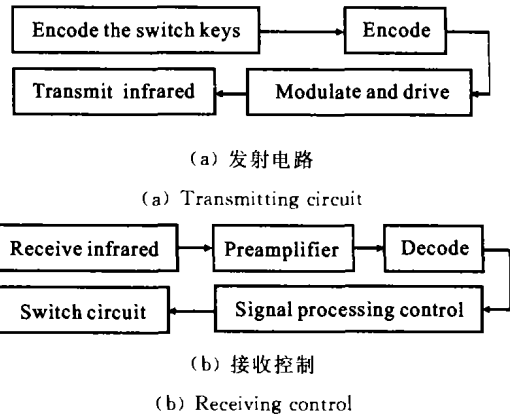 Encode the switch keys
Encode
Transmit infrared
Modulate and drive
(a) 发射电路
(a) Transmitting circuit
Receive infrared
Preamplifier
Decode
Switch circuit
Signal processing control
(b) 接收控制
(b) Receiving control